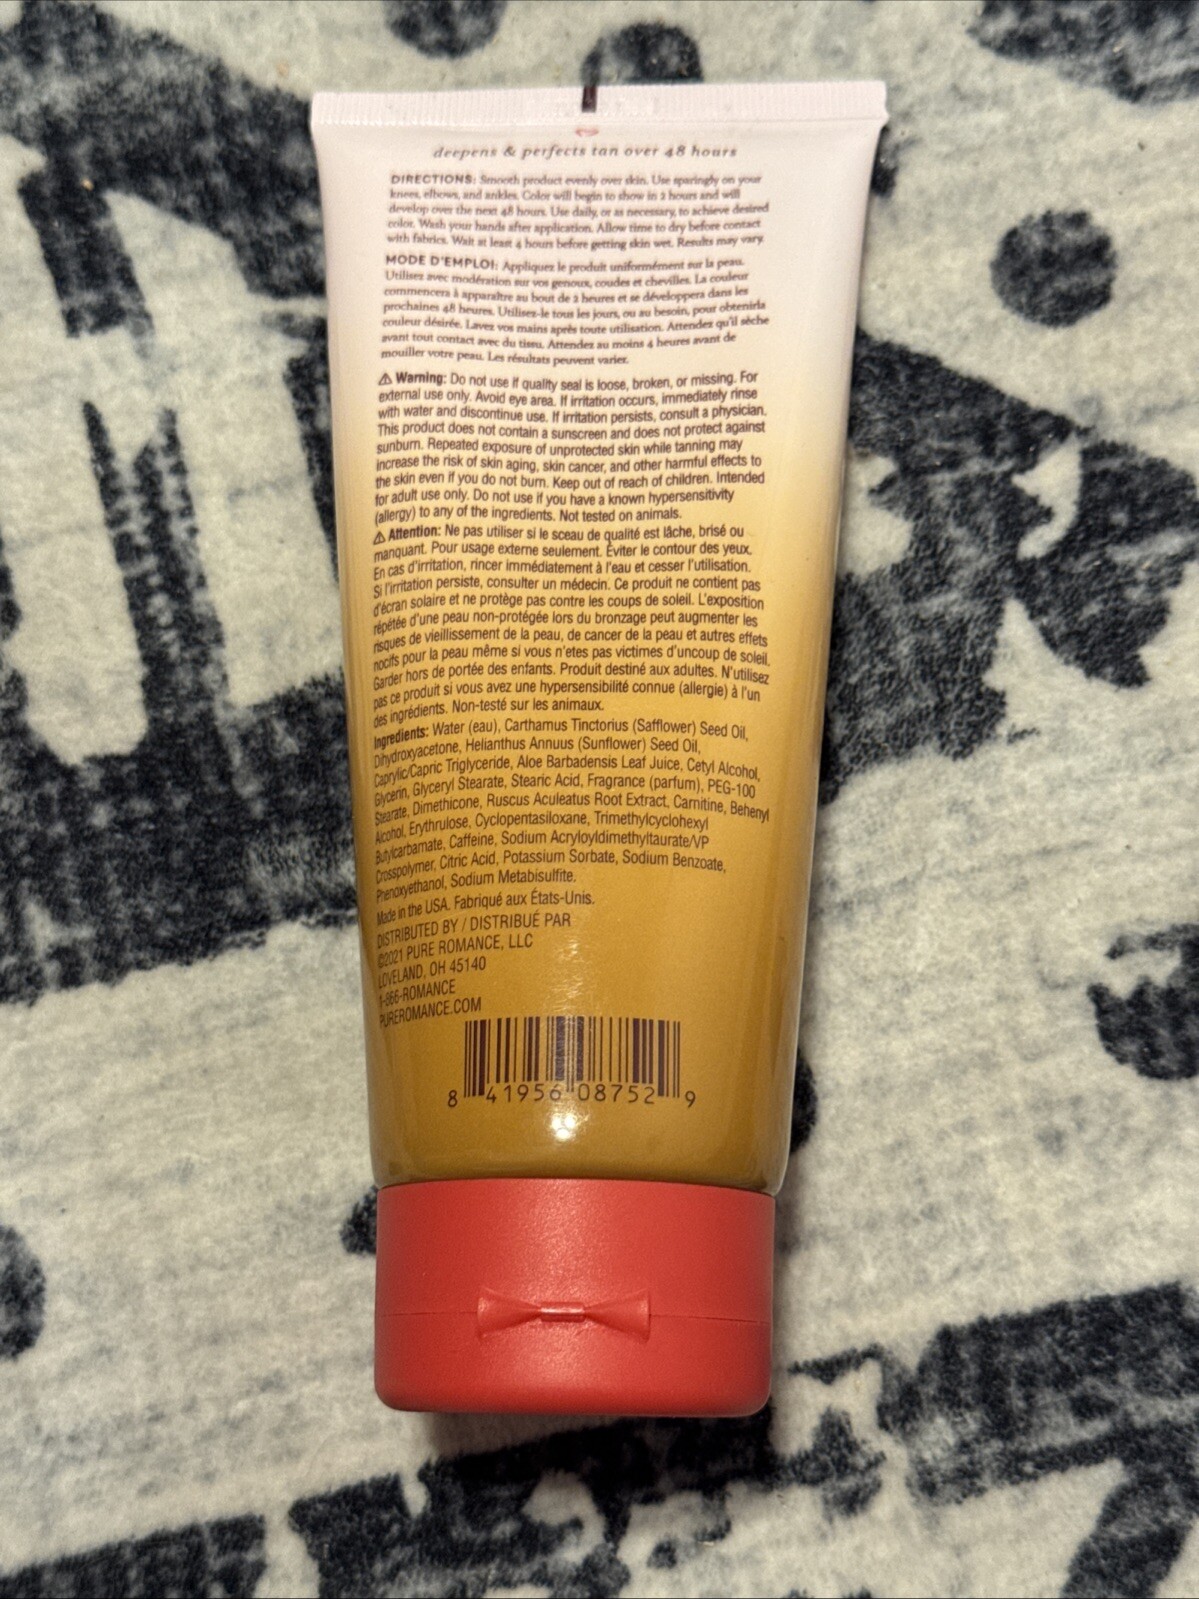 deepens & perfects tan over 48 hours
DIRECTIONS: Smooth product evenly over skin. Use sparingly on your
knees, elbows, and ankles. Color will begin to show in 2 hours and will
develop over the next 48 hours. Use daily, or as necessary, to achieve desired
color. Wash your hands after application. Allow time to dry before contact
with fabrics. Wait at least 4 hours before getting skin wet. Results may vary.
MODE D'EMPLOI: Appliquez le produit uniformément sur la peau.
Utilisez avec modération sur vos genoux, coudes et chevilles. La couleur
commencera à apparaître au bout de 2 heures et se développera dans les
prochaines 48 heures. Utilisez-le tous les jours, ou au besoin, pour obtenirla
couleur désirée. Lavez vos mains après toute utilisation. Attendez qu'il sèche
avant tout contact avec du tissu. Attendez au moins 4 heures avant de
mouiller votre peau. Les résultats peuvent varier.
⚠ Warning: Do not use if quality seal is loose, broken, or missing. For
external use only. Avoid eye area. If irritation occurs, immediately rinse
with water and discontinue use. If irritation persists, consult a physician.
This product does not contain a sunscreen and does not protect against
sunburn. Repeated exposure of unprotected skin while tanning may
increase the risk of skin aging, skin cancer, and other harmful effects to
the skin even if you do not burn. Keep out of reach of children. Intended
for adult use only. Do not use if you have a known hypersensitivity
(allergy) to any of the ingredients. Not tested on animals.
⚠ Attention: Ne pas utiliser si le sceau de qualité est lâche, brisé ou
manquant. Pour usage externe seulement. Éviter le contour des yeux.
En cas d'irritation, rincer immédiatement à l'eau et cesser l'utilisation.
Si l'irritation persiste, consulter un médecin. Ce produit ne contient pas
d'écran solaire et ne protège pas contre les coups de soleil. L'exposition
répétée d'une peau non-protégée lors du bronzage peut augmenter les
risques de vieillissement de la peau, de cancer de la peau et autres effets
nocifs pour la peau même si vous n'etes pas victimes d'uncoup de soleil.
Garder hors de portée des enfants. Produit destiné aux adultes. N'utilisez
pas ce produit si vous avez une hypersensibilité connue (allergie) à l'un
des ingrédients. Non-testé sur les animaux.
Ingredients: Water (eau), Carthamus Tinctorius (Safflower) Seed Oil,
Dihydroxyacetone, Helianthus Annuus (Sunflower) Seed Oil,
Caprylic/Capric Triglyceride, Aloe Barbadensis Leaf Juice, Cetyl Alcohol,
Glycerin, Glyceryl Stearate, Stearic Acid, Fragrance (parfum), PEG-100
Stearate, Dimethicone, Ruscus Aculeatus Root Extract, Carnitine, Behenyl
Alcohol, Erythrulose, Cyclopentasiloxane, Trimethylcyclohexyl
Butylcarbamate, Caffeine, Sodium Acryloyldimethyltaurate/VP
Crosspolymer, Citric Acid, Potassium Sorbate, Sodium Benzoate,
Phenoxyethanol, Sodium Metabisulfite.
Made in the USA. Fabriqué aux États-Unis.
DISTRIBUTED BY / DISTRIBUÉ PAR
©2021 PURE ROMANCE, LLC
LOVELAND, OH 45140
1-866-ROMANCE
PUREROMANCE.COM
8 41956 08752 9